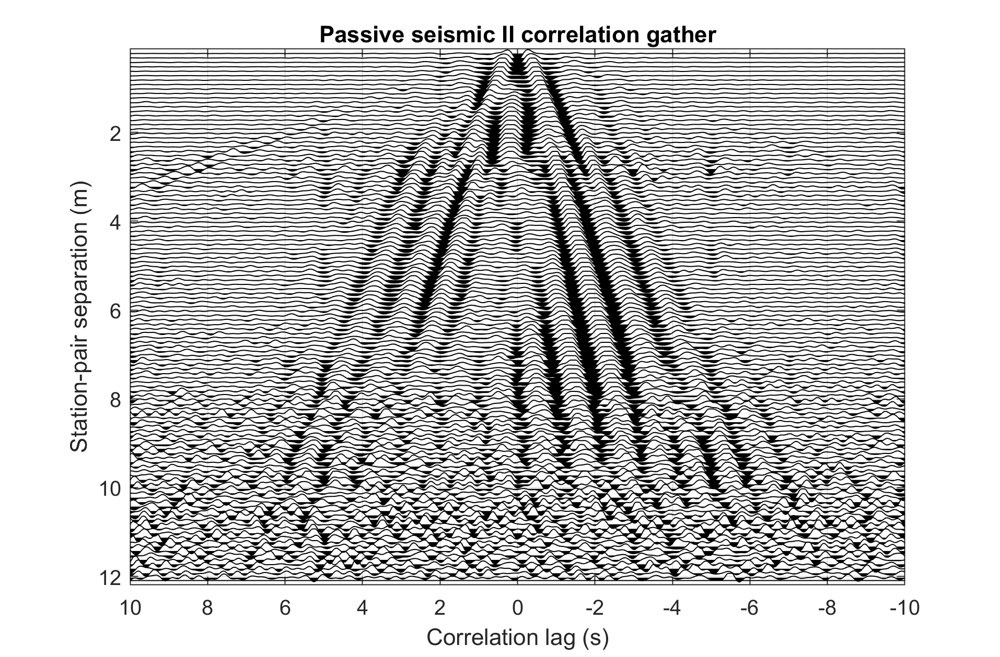 Passive seismic II correlation gather
Station-pair separation (m)
2
4
6
8
10
12
10 8 6 4 2 0 -2 -4 -6 -8 -10
Correlation lag (s)